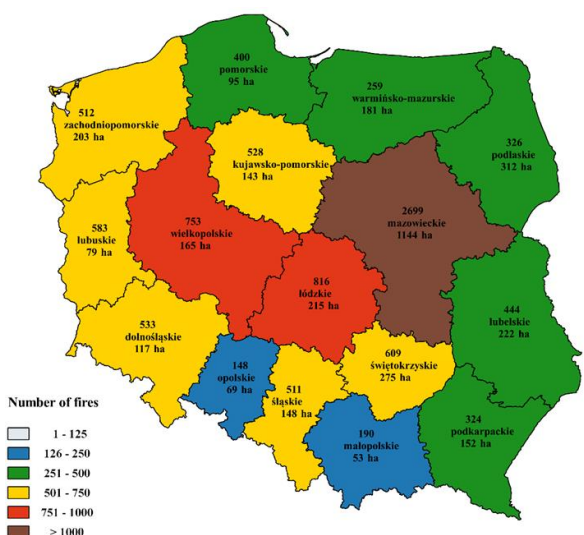 400
pomorskie
95 ha
259
warmińsko-mazurskie
181 ha
326
podlaskie
312 ha
512
zachodniopomorskie
203 ha
528
kujawsko-pomorskie
143 ha
2699
mazowieckie
1144 ha
583
lubuskie
79 ha
753
wielkopolskie
165 ha
816
łódzkie
215 ha
444
lubelskie
222 ha
533
dolnośląskie
117 ha
148
opolskie
69 ha
511
śląskie
148 ha
609
świętokrzyskie
275 ha
190
małopolskie
53 ha
324
podkarpackie
152 ha
Number of fires
1 - 125
126 - 250
251 - 500
501 - 750
751 - 1000
> 1000